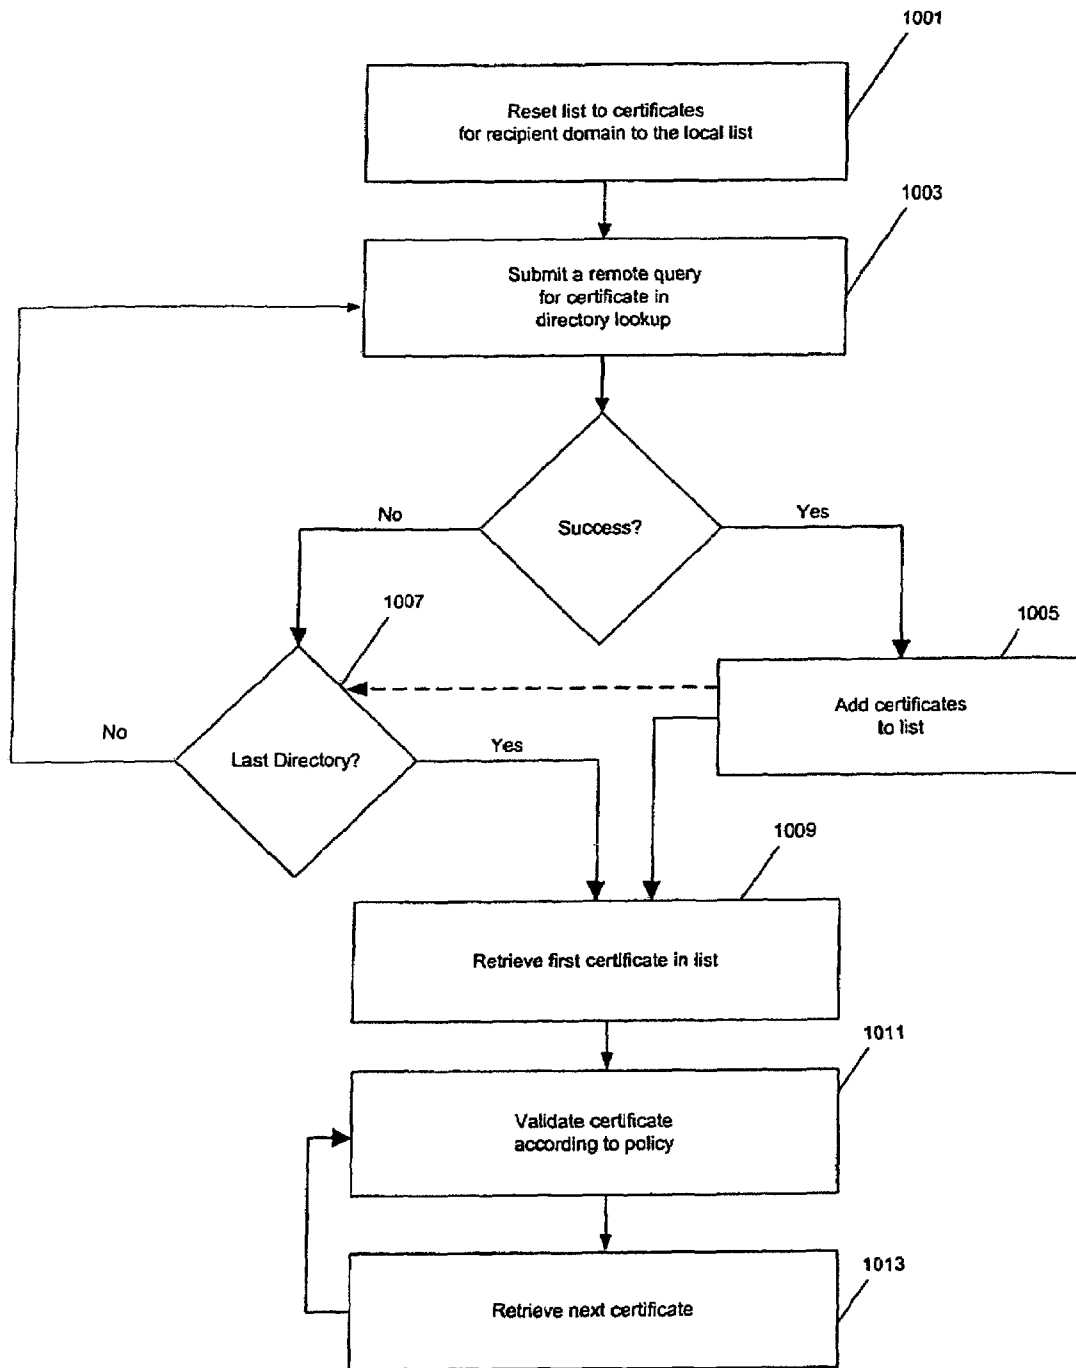 1001
Reset list to certificates
for recipient domain to the local list
1003
Submit a remote query
for certificate in
directory lookup
No
Success?
Yes
1007
1005
Add certificates
to list
No
Last Directory?
Yes
1009
Retrieve first certificate in list
1011
Validate certificate
according to policy
1013
Retrieve next certificate